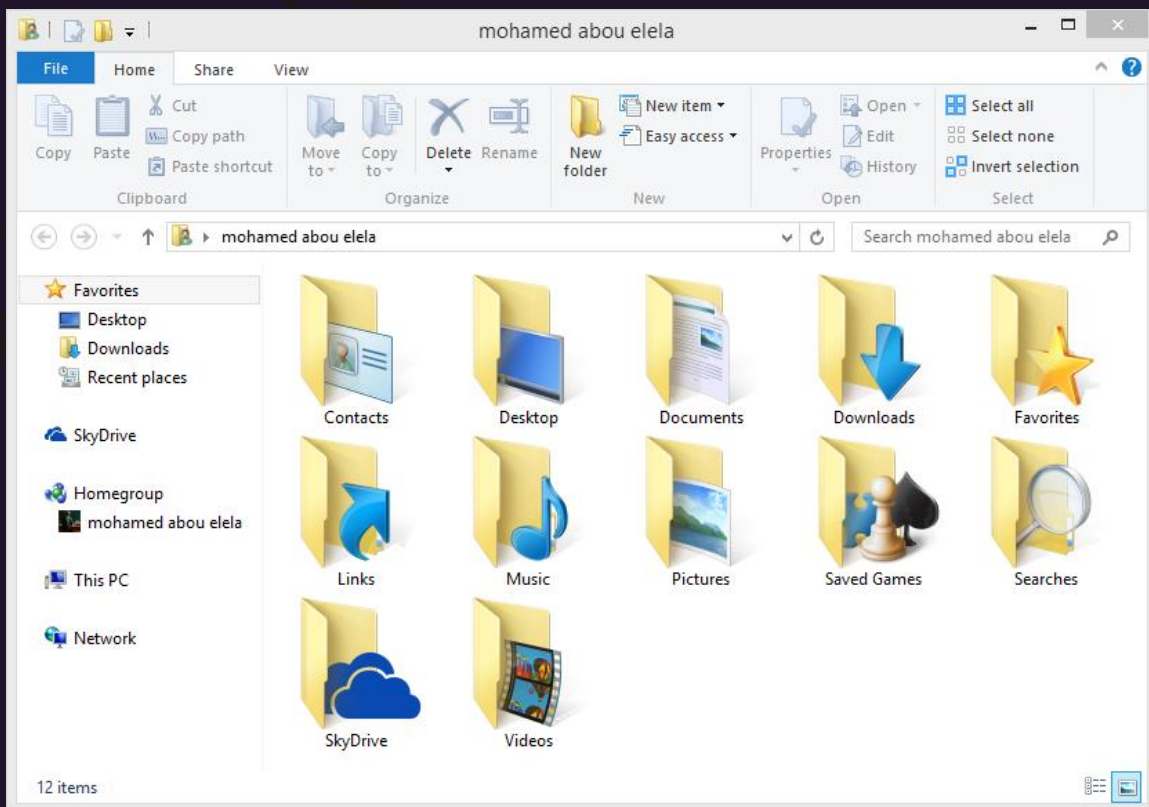 mohamed abou elela
File Home Share View
Copy
Paste
Cut
Copy path
Paste shortcut
Clipboard
Move to
Copy to
Delete
Rename
Organize
New folder
New item
Easy access
New
Properties
Open
Edit
History
Open
Select all
Select none
Invert selection
Select
mohamed abou elela
Search mohamed abou elela
Favorites
Desktop
Downloads
Recent places
SkyDrive
Homegroup
mohamed abou elela
This PC
Network
Contacts Desktop Documents Downloads Favorites
Links Music Pictures Saved Games Searches
SkyDrive Videos
12 items